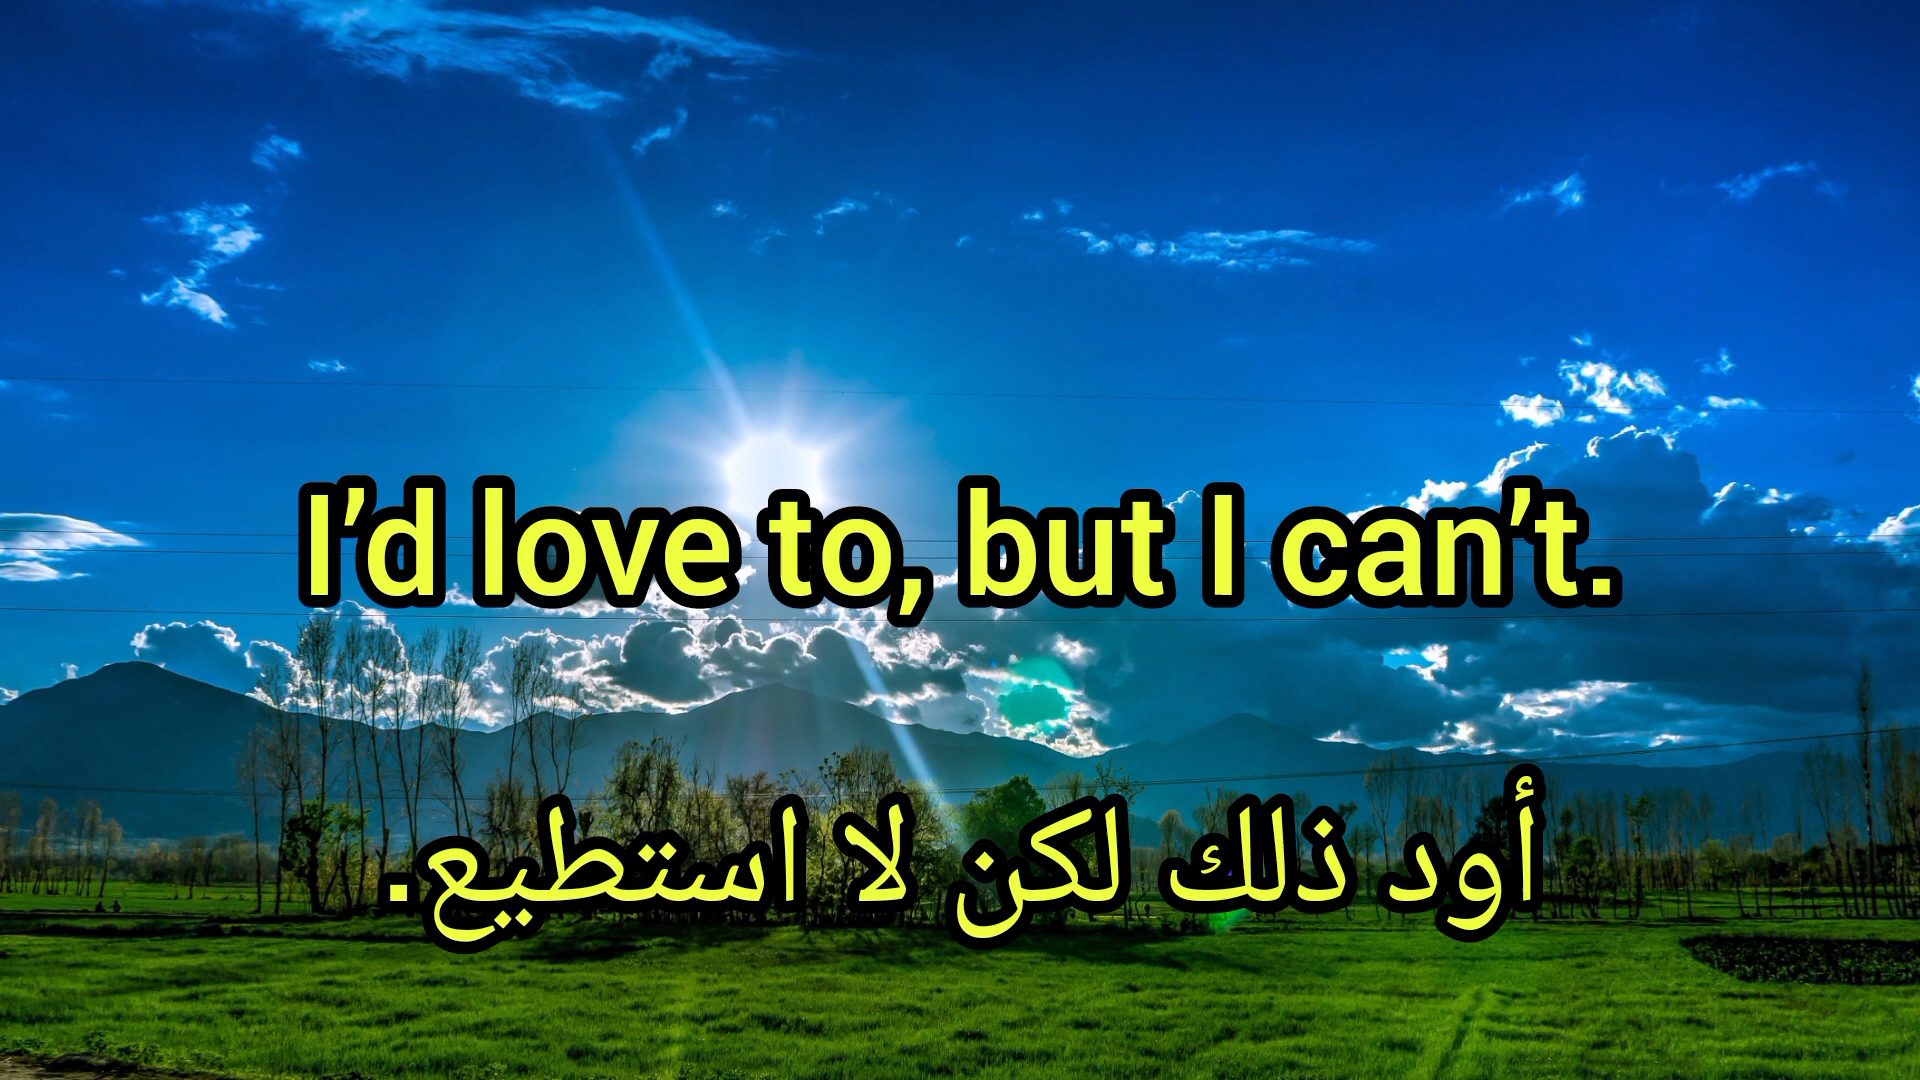 I’d love to, but I can’t.
أود ذلك لكن لا استطيع.